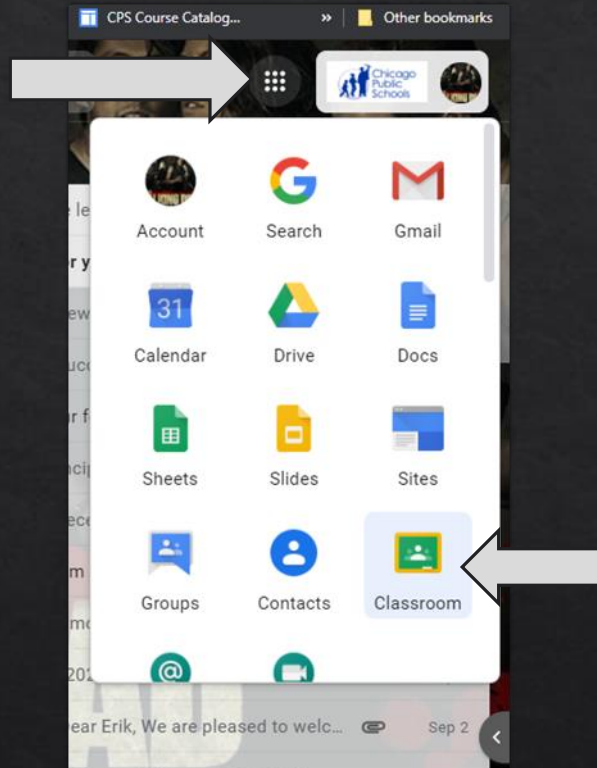 CPS Course Catalog... » Other bookmarks
Chicago
Public
Schools
Account Search Gmail
31
Calendar Drive Docs
Sheets Slides Sites
Groups Contacts Classroom
@
ear Erik, We are pleased to welc... Sep 2